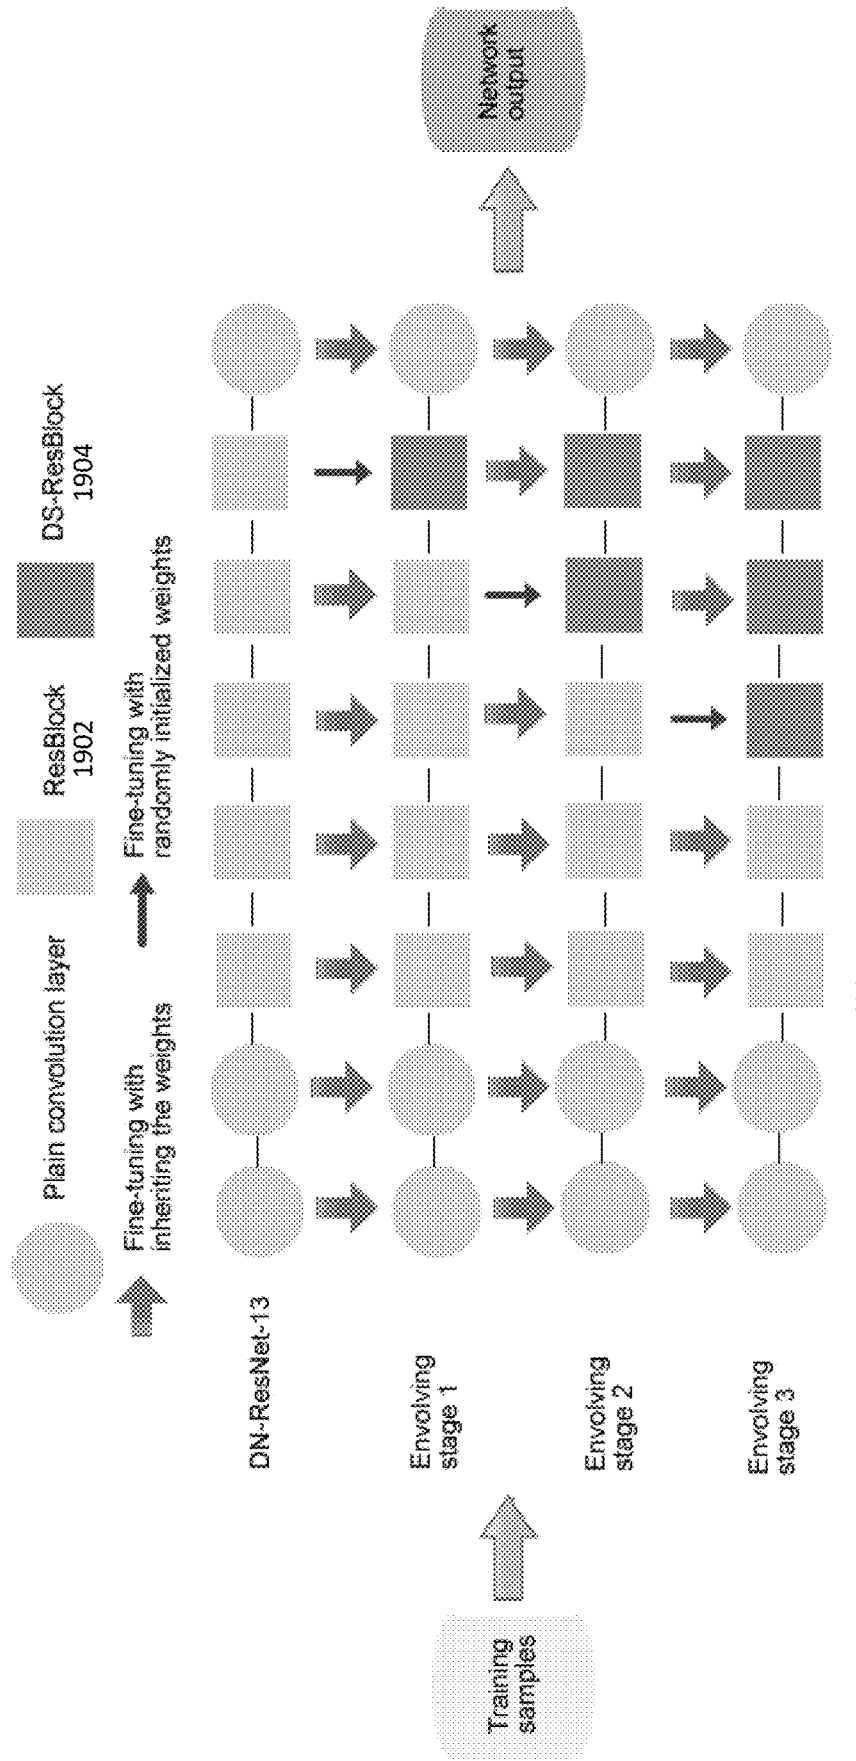 Plain convolution layer
ResBlock
1902
DS-ResBlock
1904
Fine-tuning with
inheriting the weights
Fine-tuning with
randomly initialized weights
DN-ResNet-13
Envolving
stage 1
Envolving
stage 2
Envolving
stage 3
Training
samples
Network
output